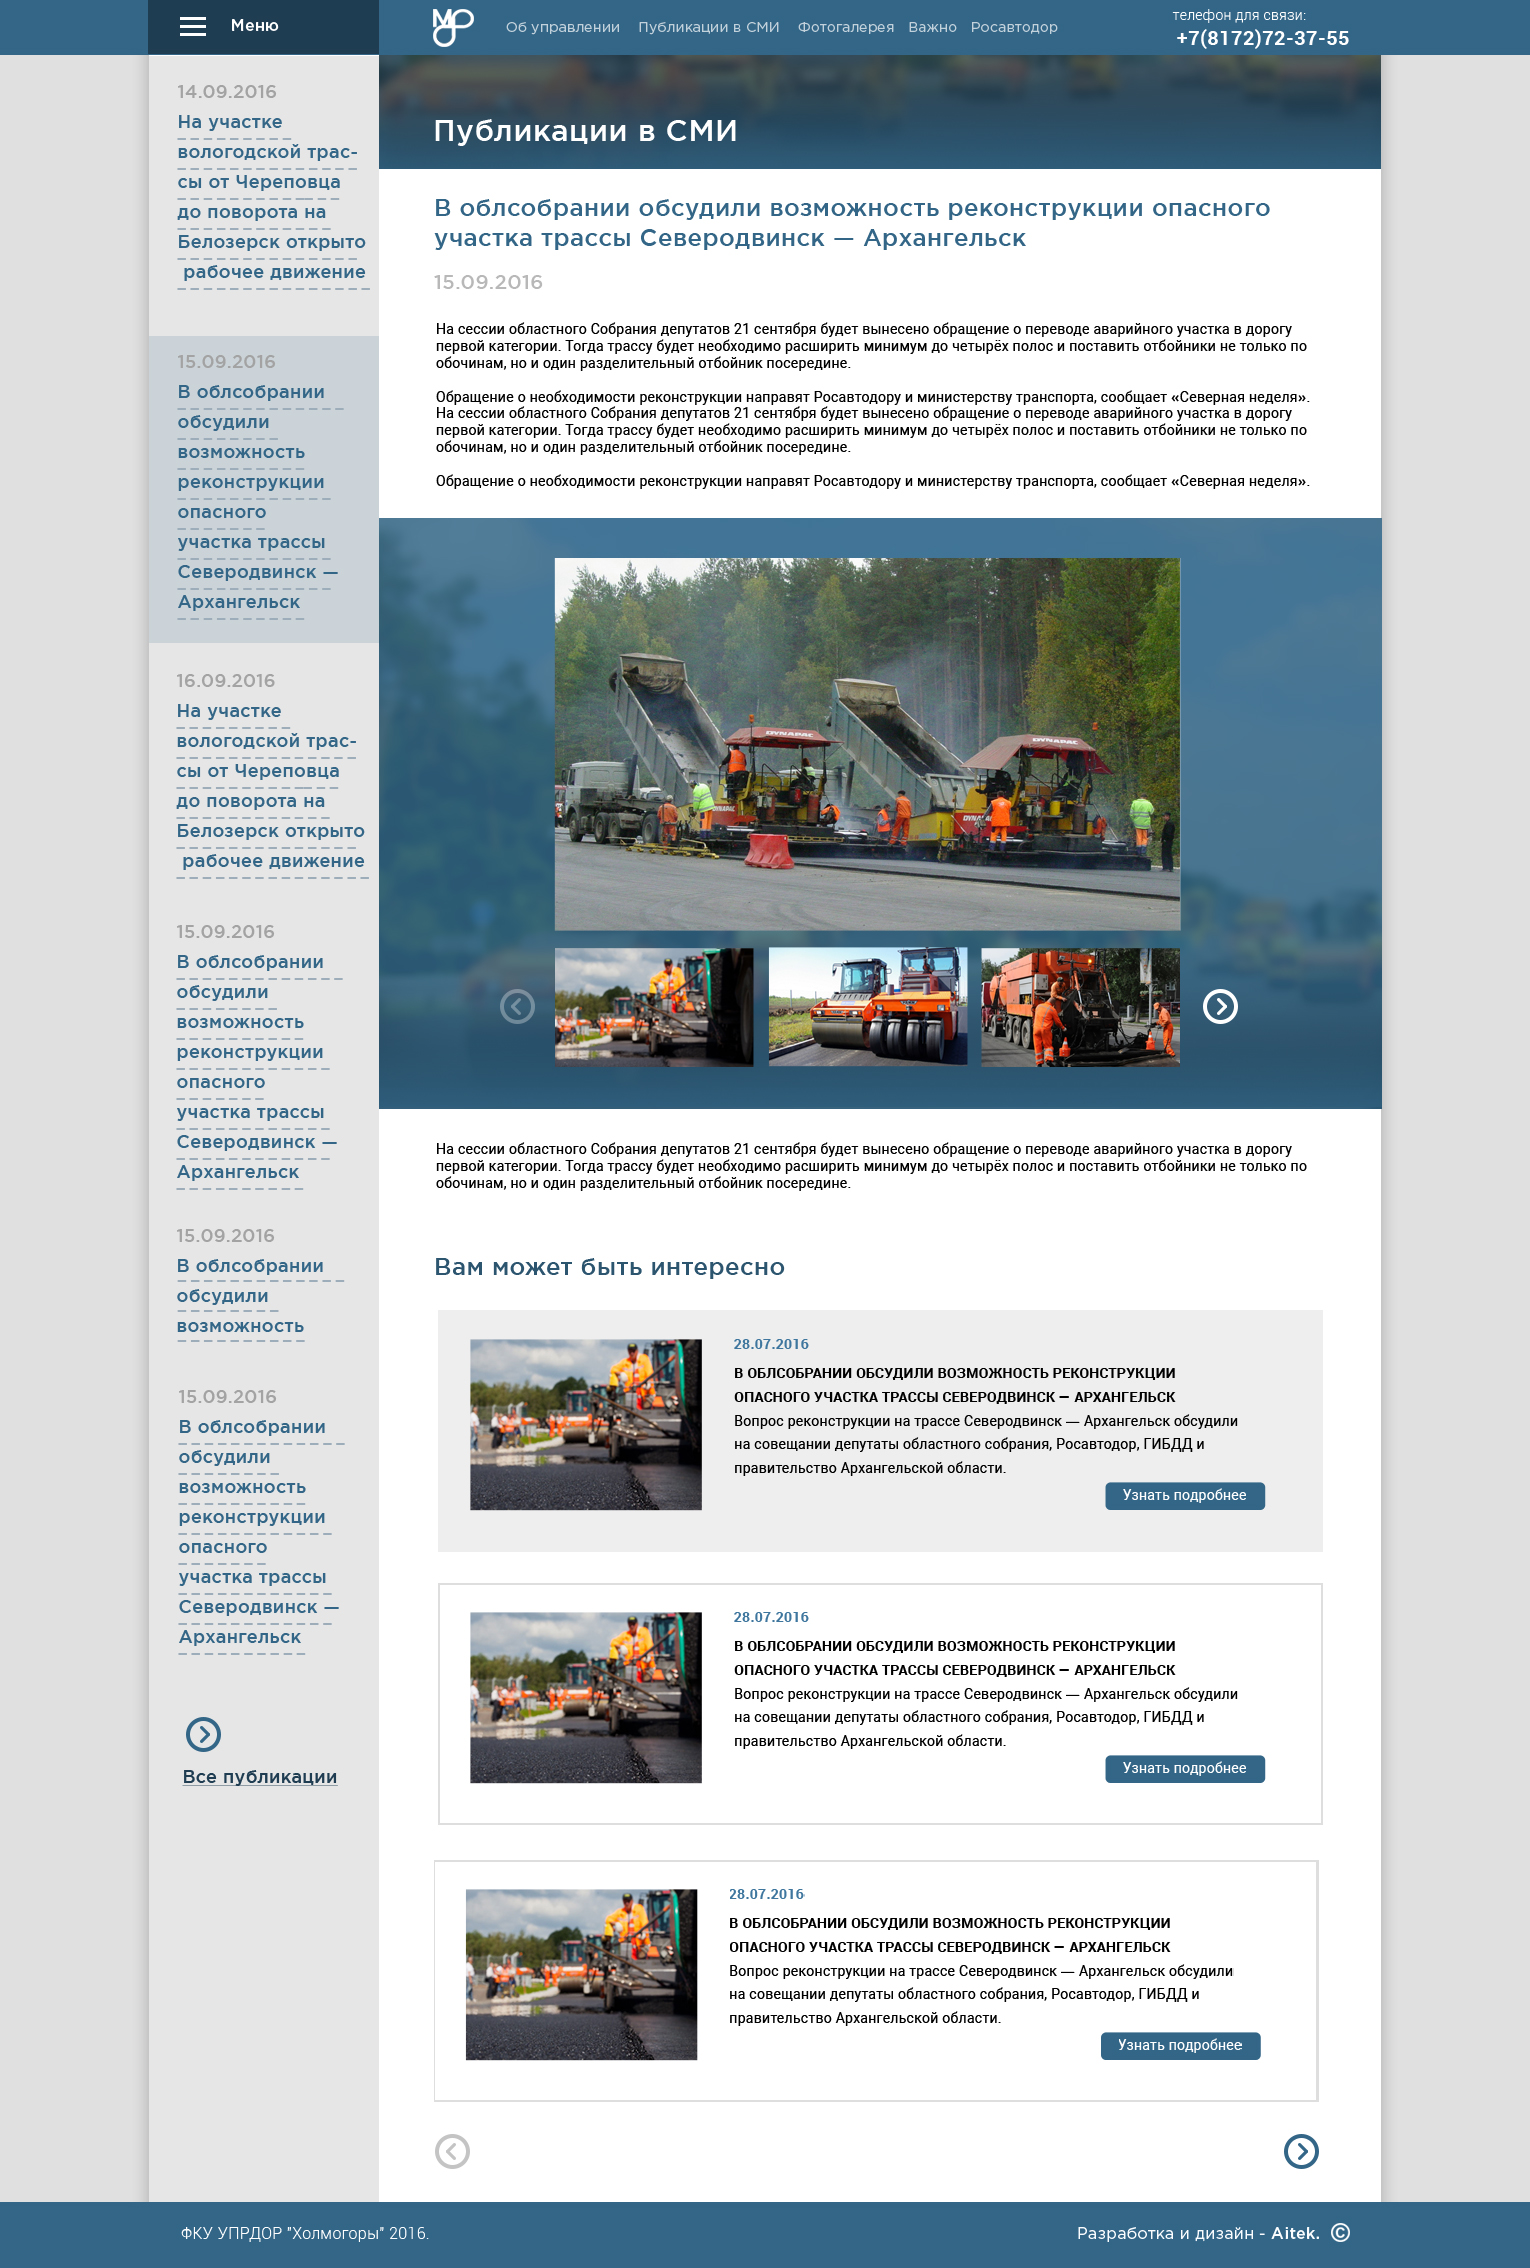 Меню
Об управлении Публикации в СМИ Фотогалерея Важно Росавтодор
телефон для связи:
+7(8172)72-37-55
14.09.2016
На участке
вологодской трас-
сы от Череповца
до поворота на
Белозерск открыто
рабочее движение
15.09.2016
В облсобрании
обсудили
возможность
реконструкции
опасного
участка трассы
Северодвинск —
Архангельск
16.09.2016
На участке
вологодской трас-
сы от Череповца
до поворота на
Белозерск открыто
рабочее движение
15.09.2016
В облсобрании
обсудили
возможность
реконструкции
опасного
участка трассы
Северодвинск —
Архангельск
15.09.2016
В облсобрании
обсудили
возможность
15.09.2016
В облсобрании
обсудили
возможность
реконструкции
опасного
участка трассы
Северодвинск —
Архангельск
Все публикации
Публикации в СМИ
В облсобрании обсудили возможность реконструкции опасного
участка трассы Северодвинск — Архангельск
15.09.2016
На сессии областного Собрания депутатов 21 сентября будет вынесено обращение о переводе аварийного участка в дорогу
первой категории. Тогда трассу будет необходимо расширить минимум до четырёх полос и поставить отбойники не только по
обочинам, но и один разделительный отбойник посередине.
Обращение о необходимости реконструкции направят Росавтодору и министерству транспорта, сообщает «Северная неделя».
На сессии областного Собрания депутатов 21 сентября будет вынесено обращение о переводе аварийного участка в дорогу
первой категории. Тогда трассу будет необходимо расширить минимум до четырёх полос и поставить отбойники не только по
обочинам, но и один разделительный отбойник посередине.
Обращение о необходимости реконструкции направят Росавтодору и министерству транспорта, сообщает «Северная неделя».
DYNAPAC
DYNAPAC
DYNAPAC
На сессии областного Собрания депутатов 21 сентября будет вынесено обращение о переводе аварийного участка в дорогу
первой категории. Тогда трассу будет необходимо расширить минимум до четырёх полос и поставить отбойники не только по
обочинам, но и один разделительный отбойник посередине.
Вам может быть интересно
28.07.2016
В ОБЛСОБРАНИИ ОБСУДИЛИ ВОЗМОЖНОСТЬ РЕКОНСТРУКЦИИ
ОПАСНОГО УЧАСТКА ТРАССЫ СЕВЕРОДВИНСК — АРХАНГЕЛЬСК
Вопрос реконструкции на трассе Северодвинск — Архангельск обсудили
на совещании депутаты областного собрания, Росавтодор, ГИБДД и
правительство Архангельской области.
Узнать подробнее
28.07.2016
В ОБЛСОБРАНИИ ОБСУДИЛИ ВОЗМОЖНОСТЬ РЕКОНСТРУКЦИИ
ОПАСНОГО УЧАСТКА ТРАССЫ СЕВЕРОДВИНСК — АРХАНГЕЛЬСК
Вопрос реконструкции на трассе Северодвинск — Архангельск обсудили
на совещании депутаты областного собрания, Росавтодор, ГИБДД и
правительство Архангельской области.
Узнать подробнее
28.07.2016
В ОБЛСОБРАНИИ ОБСУДИЛИ ВОЗМОЖНОСТЬ РЕКОНСТРУКЦИИ
ОПАСНОГО УЧАСТКА ТРАССЫ СЕВЕРОДВИНСК — АРХАНГЕЛЬСК
Вопрос реконструкции на трассе Северодвинск — Архангельск обсудили
на совещании депутаты областного собрания, Росавтодор, ГИБДД и
правительство Архангельской области.
Узнать подробнее
ФКУ УПРДОР "Холмогоры" 2016.
Разработка и дизайн - Aitek. ©